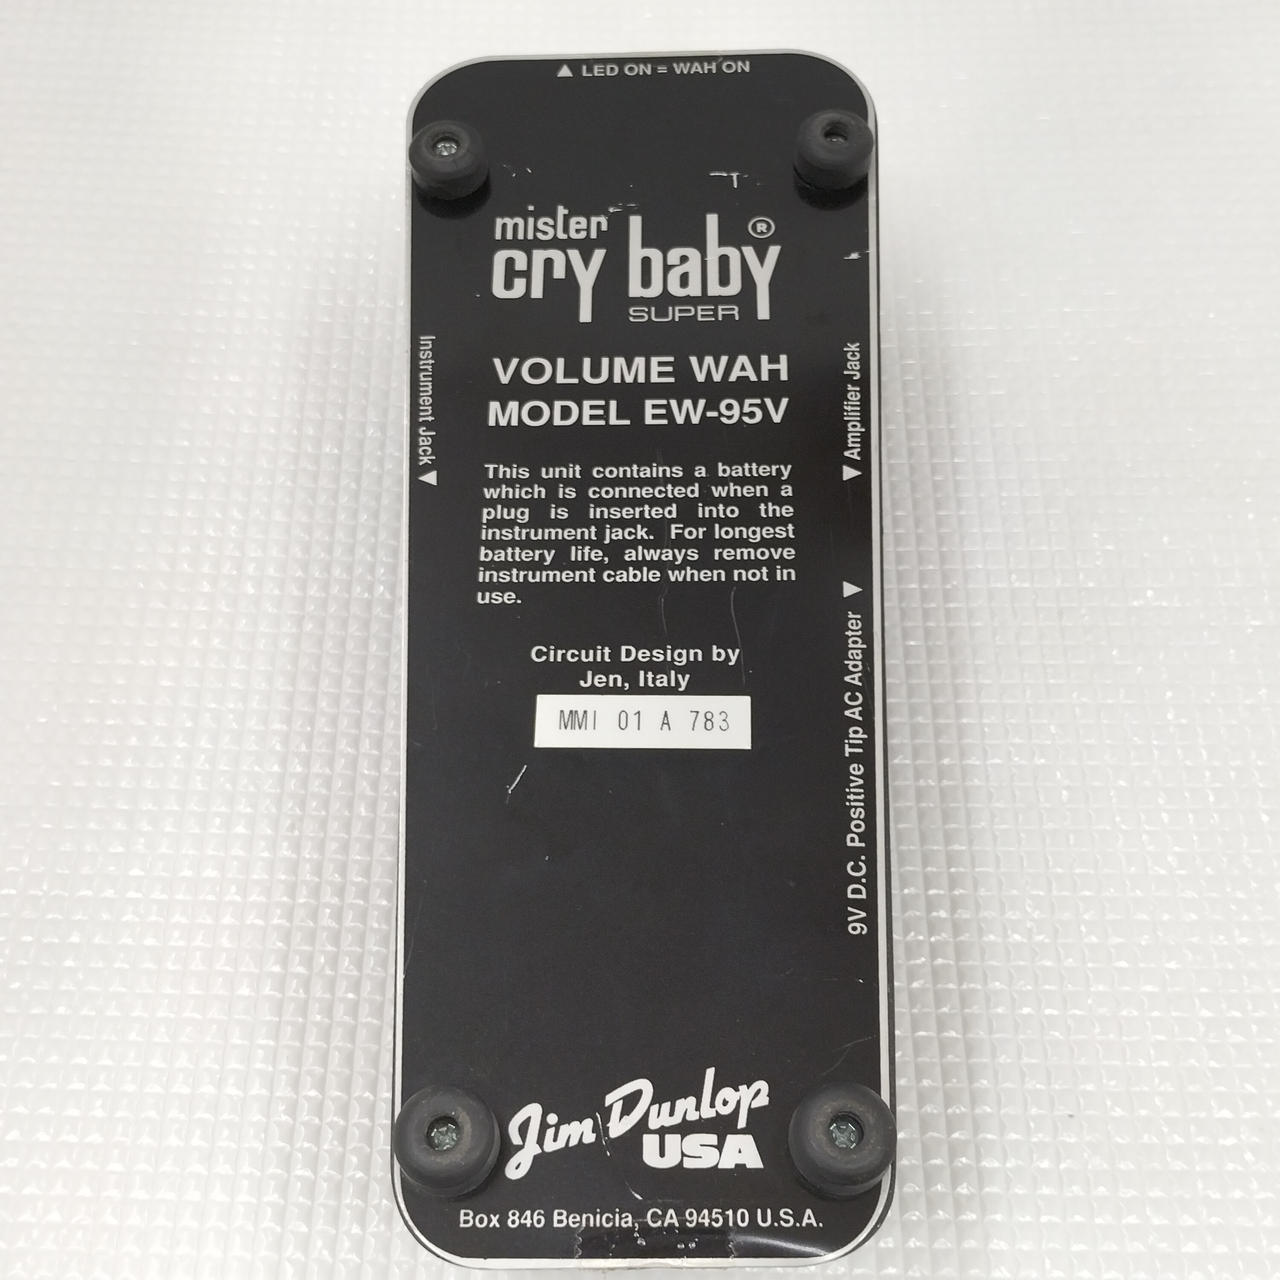 ▲ LED ON = WAH ON
mister
cry baby®
SUPER
VOLUME WAH
MODEL EW-95V
Instrument Jack ▼
▼ Amplifier Jack
This unit contains a battery
which is connected when a
plug is inserted into the
instrument jack. For longest
battery life, always remove
instrument cable when not in
use.
Circuit Design by
Jen, Italy
MMI 01 A 783
9V D.C. Positive Tip AC Adapter ▼
Jim Dunlop
USA
Box 846 Benicia, CA 94510 U.S.A.